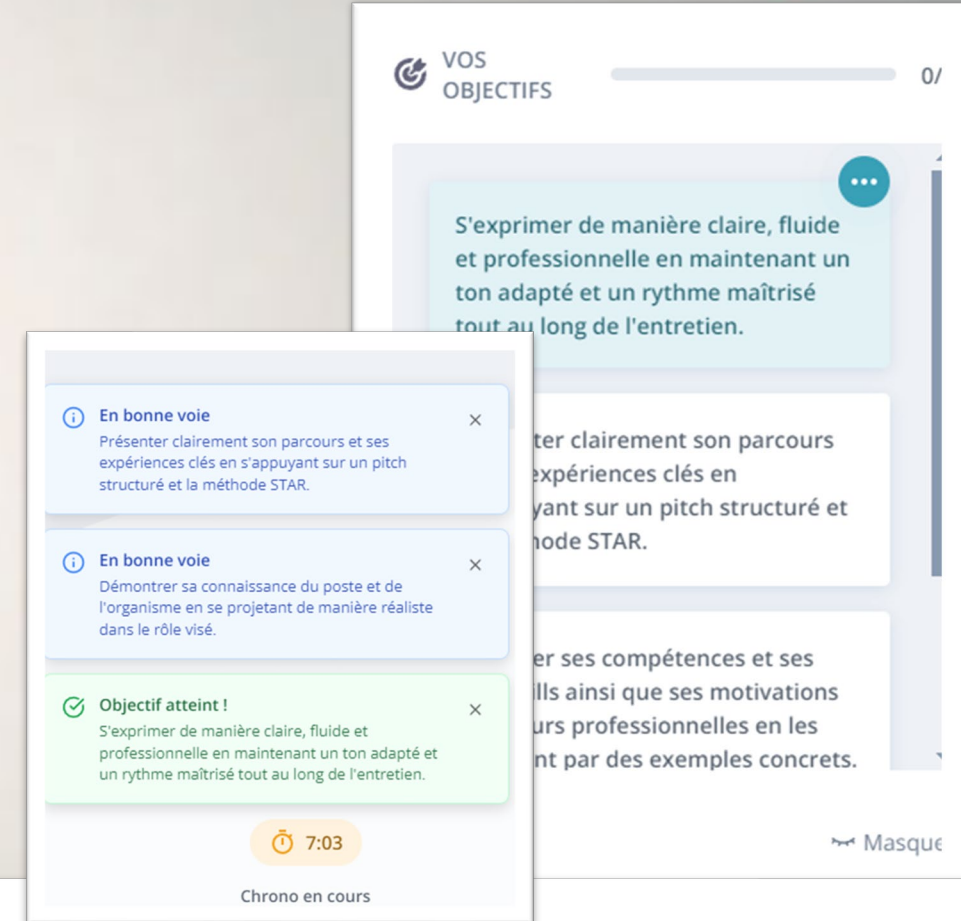 VOS
OBJECTIFS
0/
S'exprimer de manière claire, fluide
et professionnelle en maintenant un
ton adapté et un rythme maîtrisé
tout au long de l'entretien.
ter clairement son parcours
expériences clés en
yant sur un pitch structuré et
hode STAR.
er ses compétences et ses
ills ainsi que ses motivations
urs professionnelles en les
nt par des exemples concrets.
Masque
En bonne voie
Présenter clairement son parcours et ses
expériences clés en s'appuyant sur un pitch
structuré et la méthode STAR.
En bonne voie
Démontrer sa connaissance du poste et de
l'organisme en se projetant de manière réaliste
dans le rôle visé.
Objectif atteint !
S'exprimer de manière claire, fluide et
professionnelle en maintenant un ton adapté et
un rythme maîtrisé tout au long de l'entretien.
7:03
Chrono en cours